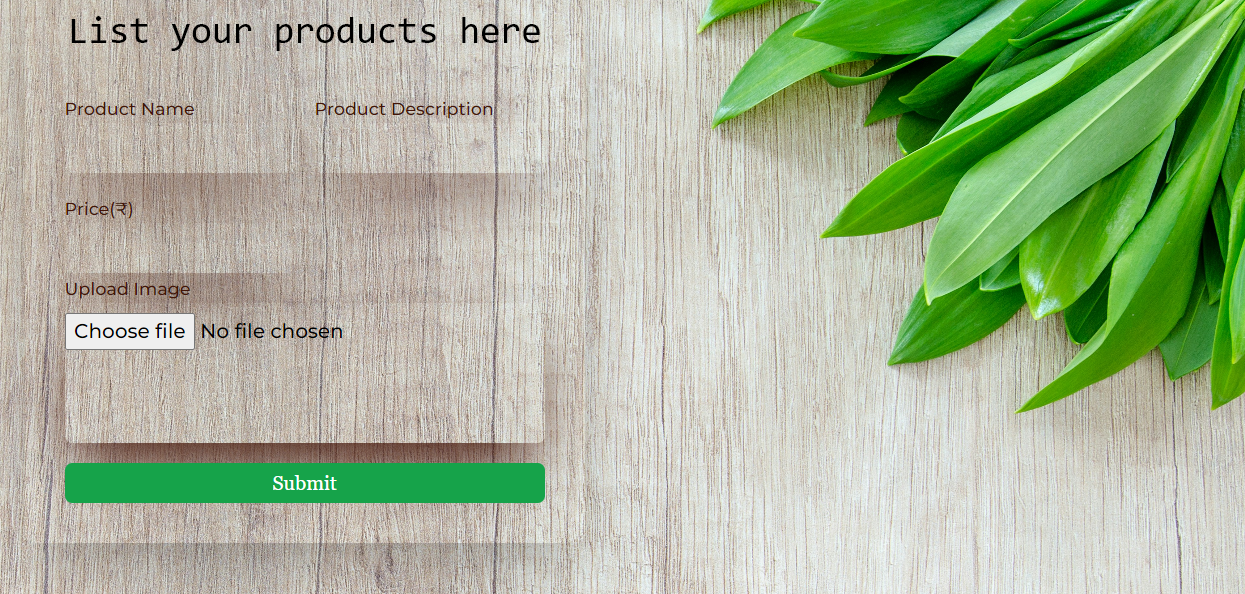 List your products here
Product Name Product Description
Price(₹)
Upload Image
Choose file No file chosen
Submit